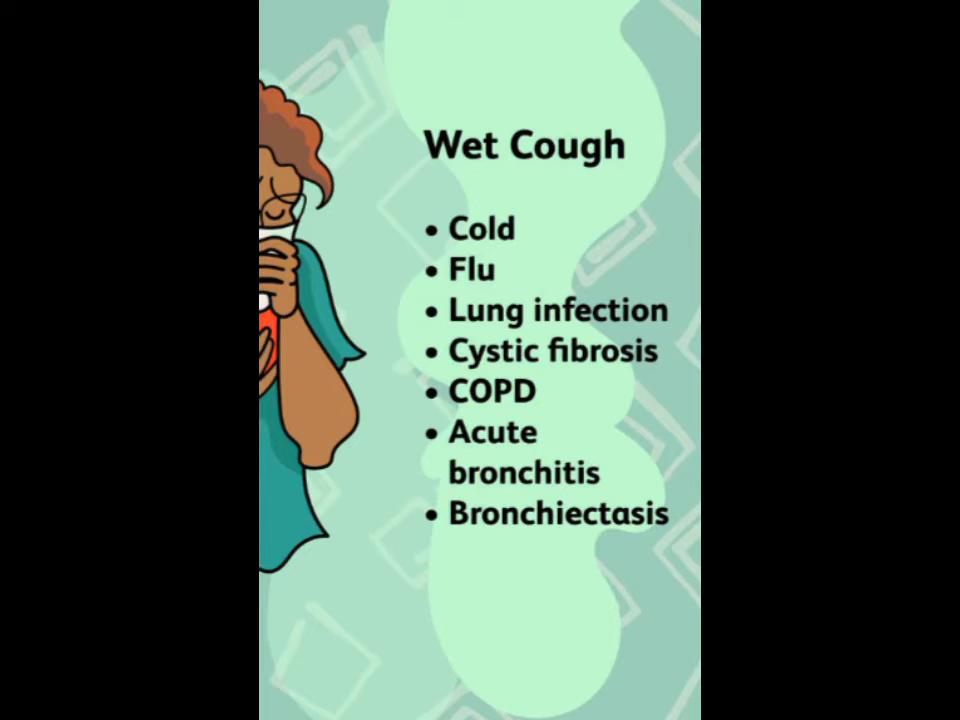 Wet Cough
• Cold
• Flu
• Lung infection
• Cystic fibrosis
• COPD
• Acute
bronchitis
• Bronchiectasis